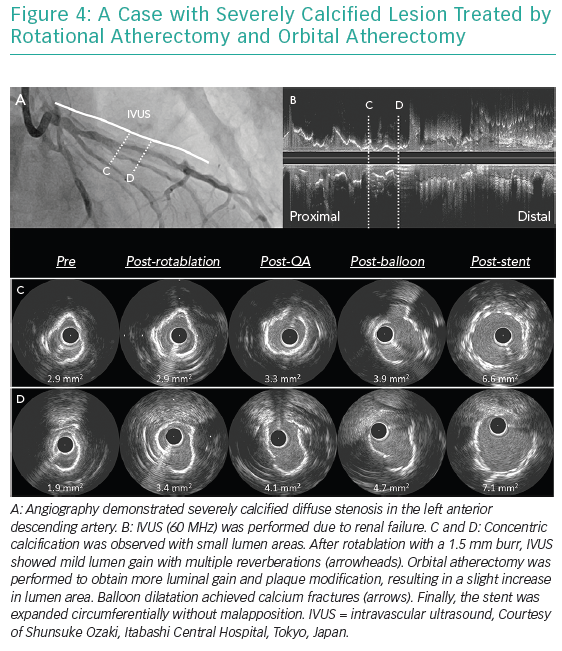 Figure 4: A Case with Severely Calcified Lesion Treated by
Rotational Atherectomy and Orbital Atherectomy
A
IVUS
C
D
B
C
D
Proximal
Distal
Pre
Post-rotablation
Post-QA
Post-balloon
Post-stent
C
2.9 mm²
2.9 mm²
3.3 mm²
3.9 mm²
6.6 mm²
D
1.9 mm²
3.4 mm²
4.1 mm²
4.7 mm²
7.1 mm²
A: Angiography demonstrated severely calcified diffuse stenosis in the left anterior
descending artery. B: IVUS (60 MHz) was performed due to renal failure. C and D: Concentric
calcification was observed with small lumen areas. After rotablation with a 1.5 mm burr, IVUS
showed mild lumen gain with multiple reverberations (arrowheads). Orbital atherectomy was
performed to obtain more luminal gain and plaque modification, resulting in a slight increase
in lumen area. Balloon dilatation achieved calcium fractures (arrows). Finally, the stent was
expanded circumferentially without malapposition. IVUS = intravascular ultrasound, Courtesy
of Shunsuke Ozaki, Itabashi Central Hospital, Tokyo, Japan.